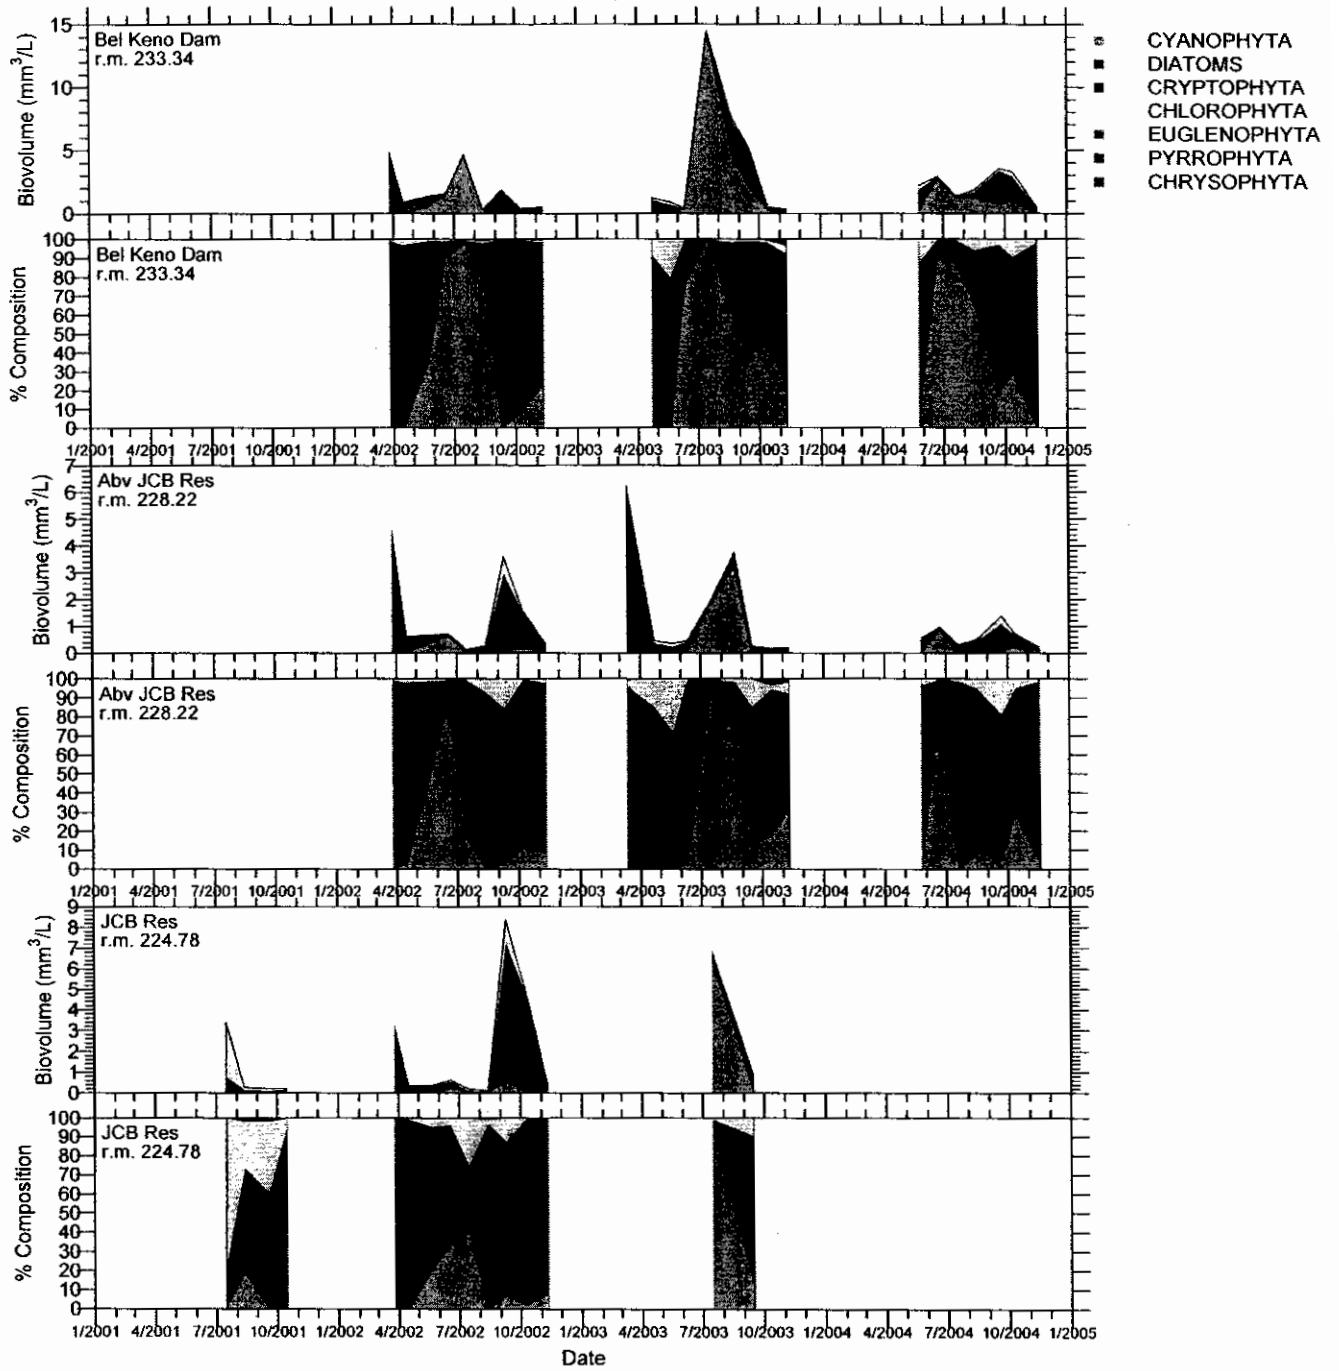 Bel Keno Dam
r.m. 233.34
Biovolume (mm³/L)
15
10
5
0
CYANOPHYTA
DIATOMS
CRYPTOPHYTA
CHLOROPHYTA
EUGLENOPHYTA
PYRROPHYTA
CHRYSOPHYTA
Bel Keno Dam
r.m. 233.34
% Composition
100
90
80
70
60
50
40
30
20
10
0
1/2001 4/2001 7/2001 10/2001 1/2002 4/2002 7/2002 10/2002 1/2003 4/2003 7/2003 10/2003 1/2004 4/2004 7/2004 10/2004 1/2005
Abv JCB Res
r.m. 228.22
Biovolume (mm³/L)
7
6
5
4
3
2
1
0
Abv JCB Res
r.m. 228.22
% Composition
100
90
80
70
60
50
40
30
20
10
0
1/2001 4/2001 7/2001 10/2001 1/2002 4/2002 7/2002 10/2002 1/2003 4/2003 7/2003 10/2003 1/2004 4/2004 7/2004 10/2004 1/2005
JCB Res
r.m. 224.78
Biovolume (mm³/L)
9
8
7
6
5
4
3
2
1
0
JCB Res
r.m. 224.78
% Composition
100
90
80
70
60
50
40
30
20
10
0
1/2001 4/2001 7/2001 10/2001 1/2002 4/2002 7/2002 10/2002 1/2003 4/2003 7/2003 10/2003 1/2004 4/2004 7/2004 10/2004 1/2005
Date